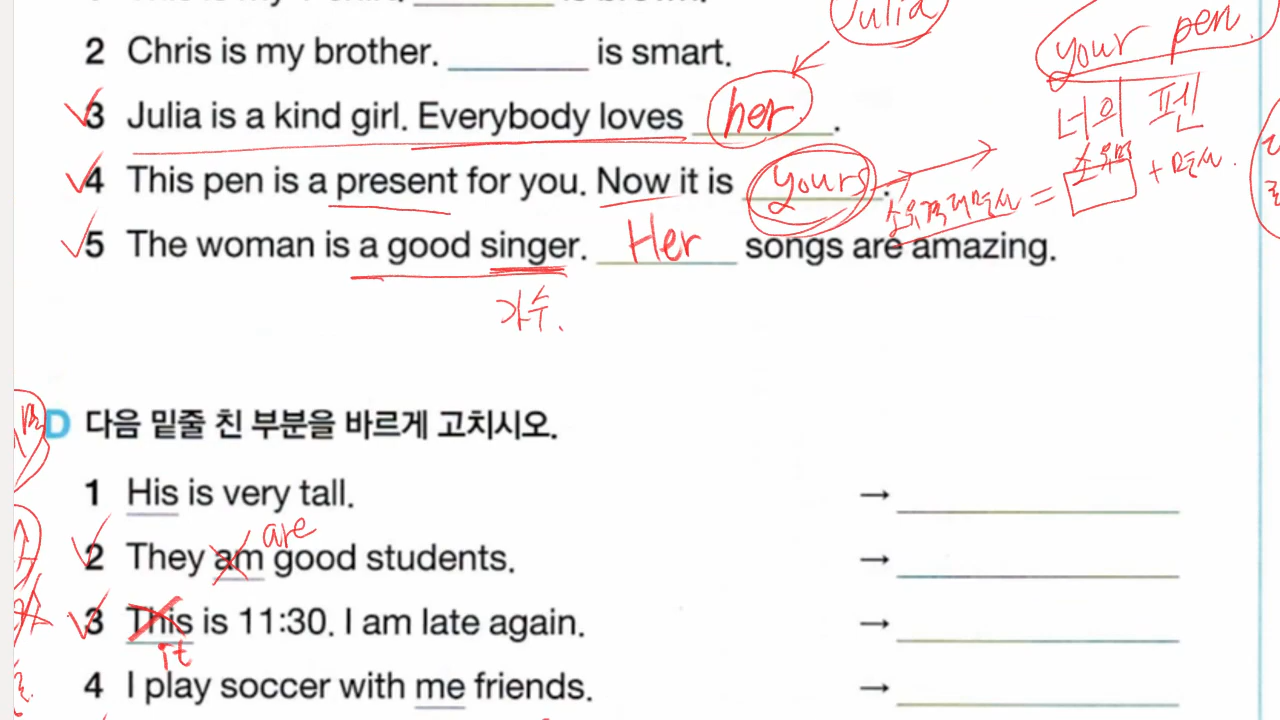 is brown.
Julia
your pen.
2 Chris is my brother. ________ is smart.
3 Julia is a kind girl. Everybody loves her.
너의 펜
4 This pen is a present for you. Now it is yours.
소유격 + 명사.
소유대명사 =
5 The woman is a good singer. Her songs are amazing.
가수.
D 다음 밑줄 친 부분을 바르게 고치시오.
1 His is very tall. →
are
2 They am good students. →
3 This is 11:30. I am late again. →
it
4 I play soccer with me friends. →